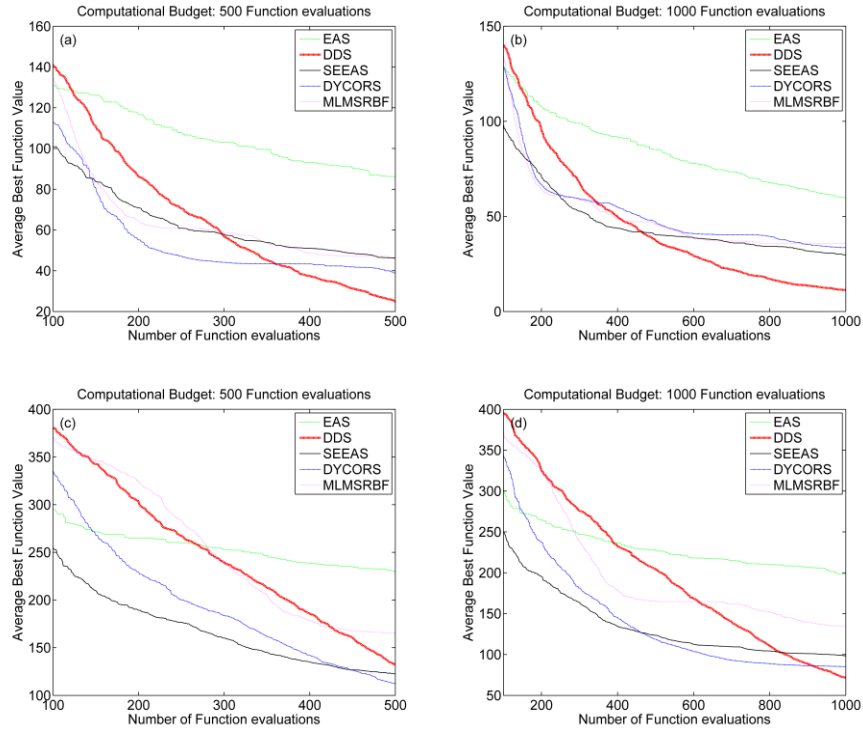 Computational Budget: 500 Function evaluations
160
140
120
100
80
60
40
20
Average Best Function Value
(a)
EAS
DDS
SEEAS
DYCORS
MLMSRBF
100
200
300
400
500
Number of Function evaluations
Computational Budget: 1000 Function evaluations
150
100
50
0
Average Best Function Value
(b)
EAS
DDS
SEEAS
DYCORS
MLMSRBF
200
400
600
800
1000
Number of Function evaluations
Computational Budget: 500 Function evaluations
400
350
300
250
200
150
100
Average Best Function Value
(c)
EAS
DDS
SEEAS
DYCORS
MLMSRBF
100
200
300
400
500
Number of Function evaluations
Computational Budget: 1000 Function evaluations
400
350
300
250
200
150
100
50
Average Best Function Value
(d)
EAS
DDS
SEEAS
DYCORS
MLMSRBF
200
400
600
800
1000
Number of Function evaluations